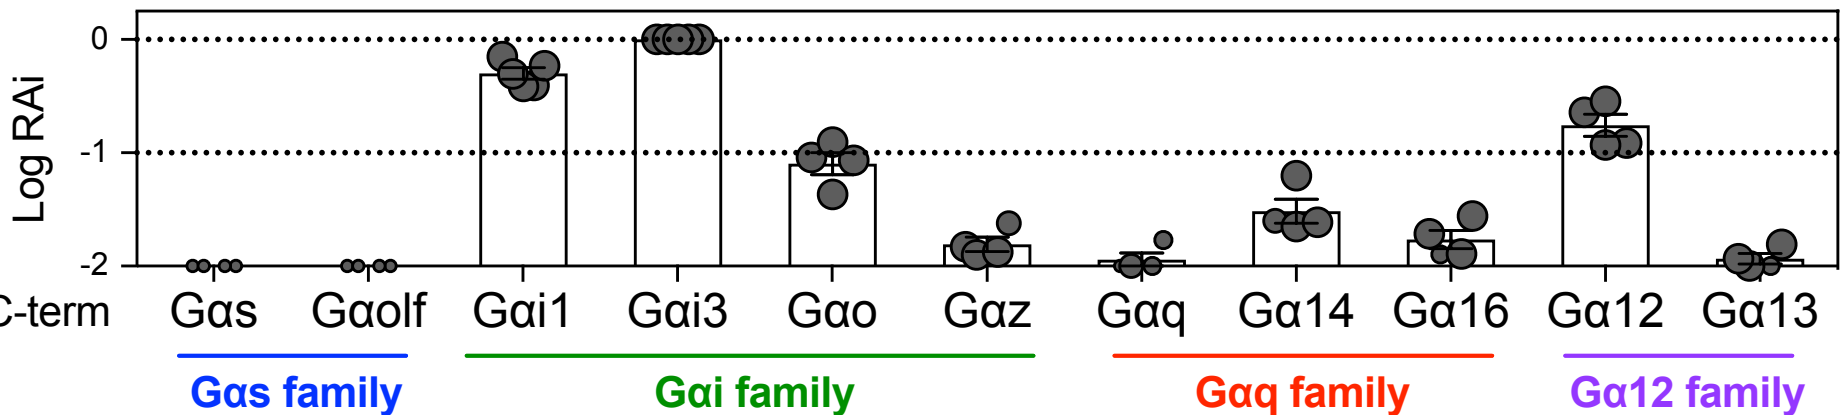 Log RAi
0
-1
-2
C-term Gαs Gαolf Gαi1 Gαi3 Gαo Gαz Gαq Gα14 Gα16 Gα12 Gα13
Gαs family Gαi family Gαq family Gα12 family